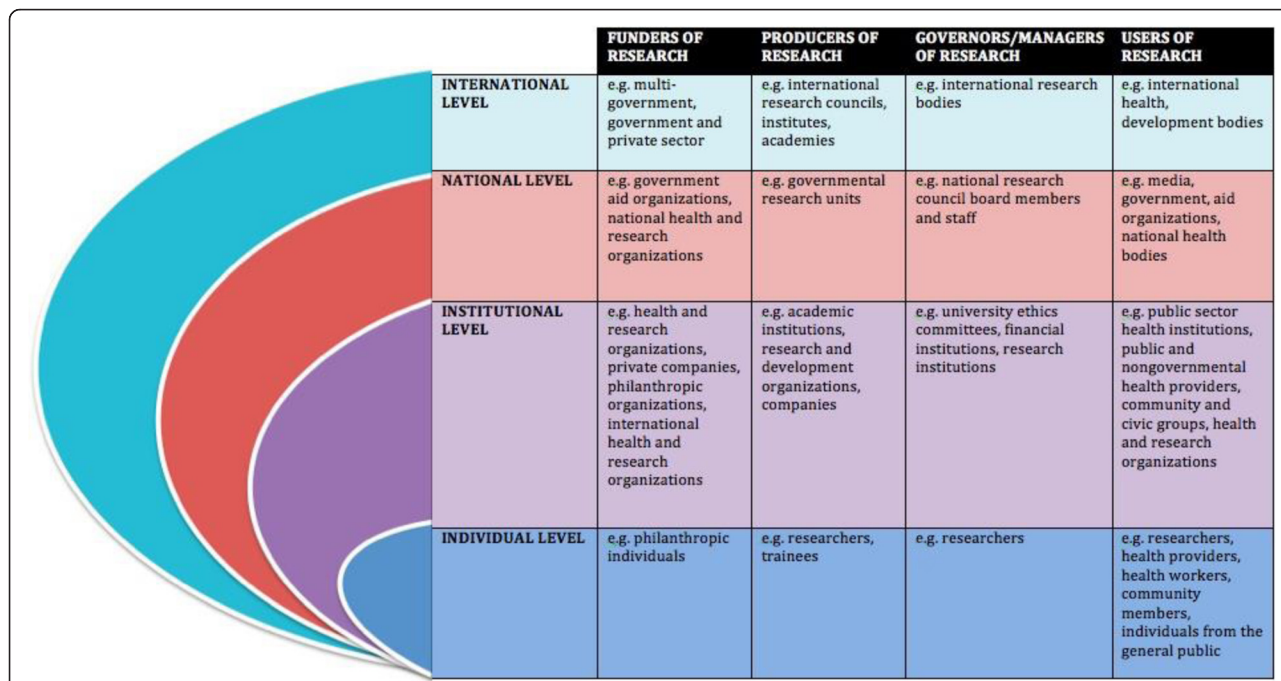 FUNDERS OF
RESEARCH
PRODUCERS OF
RESEARCH
GOVERNORS/MANAGERS
OF RESEARCH
USERS OF
RESEARCH
INTERNATIONAL
LEVEL
e.g. multi-
government,
government and
private sector
e.g. international
research councils,
institutes,
academies
e.g. international research
bodies
e.g. international
health,
development bodies
NATIONAL LEVEL
e.g. government
aid organizations,
national health and
research
organizations
e.g. governmental
research units
e.g. national research
council board members
and staff
e.g. media,
government, aid
organizations,
national health
bodies
INSTITUTIONAL
LEVEL
e.g. health and
research
organizations,
private companies,
philanthropic
organizations,
international
health and
research
organizations
e.g. academic
institutions,
research and
development
organizations,
companies
e.g. university ethics
committees, financial
institutions, research
institutions
e.g. public sector
health institutions,
public and
nongovernmental
health providers,
community and
civic groups, health
and research
organizations
INDIVIDUAL LEVEL
e.g. philanthropic
individuals
e.g. researchers,
trainees
e.g. researchers
e.g. researchers,
health providers,
health workers,
community
members,
individuals from the
general public